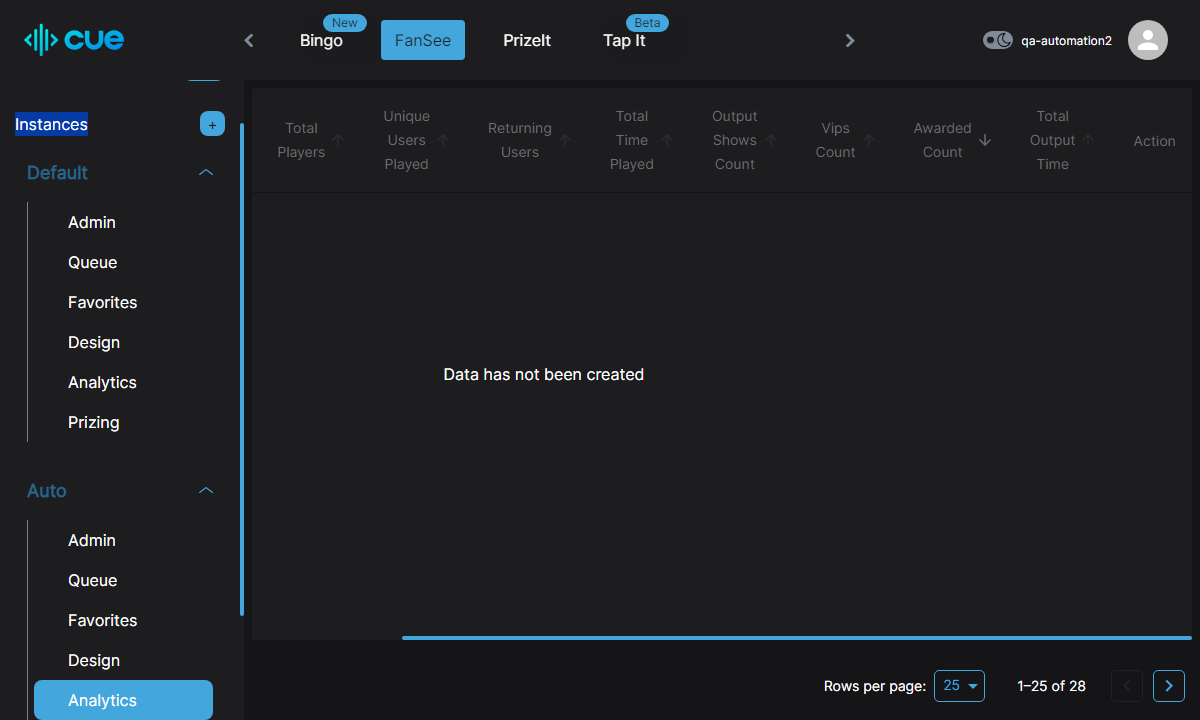 cue
New
Bingo
FanSee
PrizeIt
Beta
Tap It
qa-automation2
Instances
+
Default
Admin
Queue
Favorites
Design
Analytics
Prizing
Auto
Admin
Queue
Favorites
Design
Analytics
Total
Players
Unique
Users
Played
Returning
Users
Total
Time
Played
Output
Shows
Count
Vips
Count
Awarded
Count
Total
Output
Time
Action
Data has not been created
Rows per page:
25
1–25 of 28